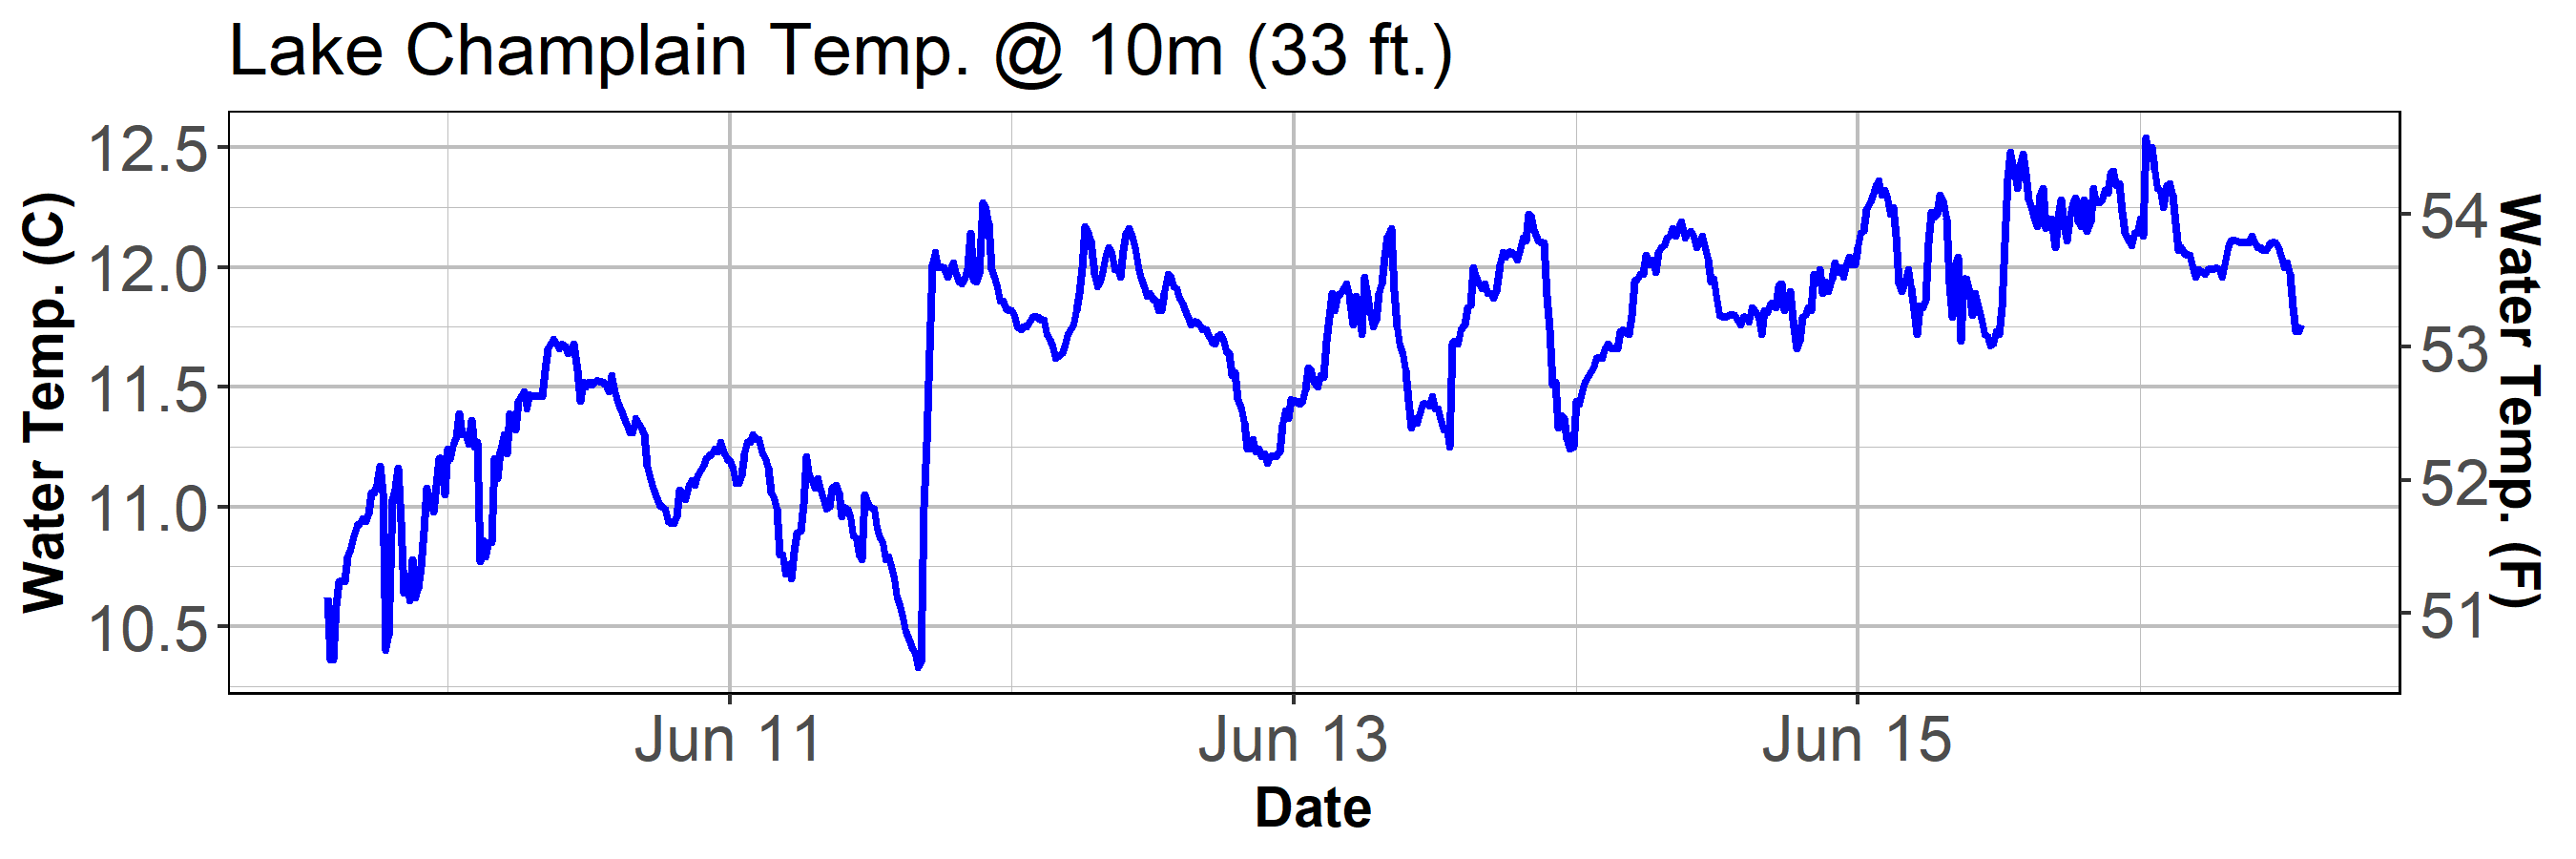 Lake Champlain Temp. @ 10m (33 ft.)
Water Temp. (C)
12.5
12.0
11.5
11.0
10.5
54
53
52
51
Water Temp. (F)
Jun 11
Jun 13
Jun 15
Date